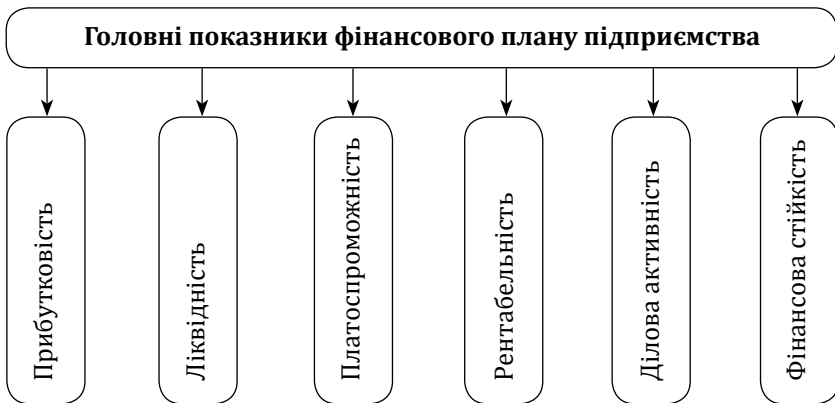 Головні показники фінансового плану підприємства
Прибутковість
Ліквідність
Платоспроможність
Рентабельність
Ділова активність
Фінансова стійкість